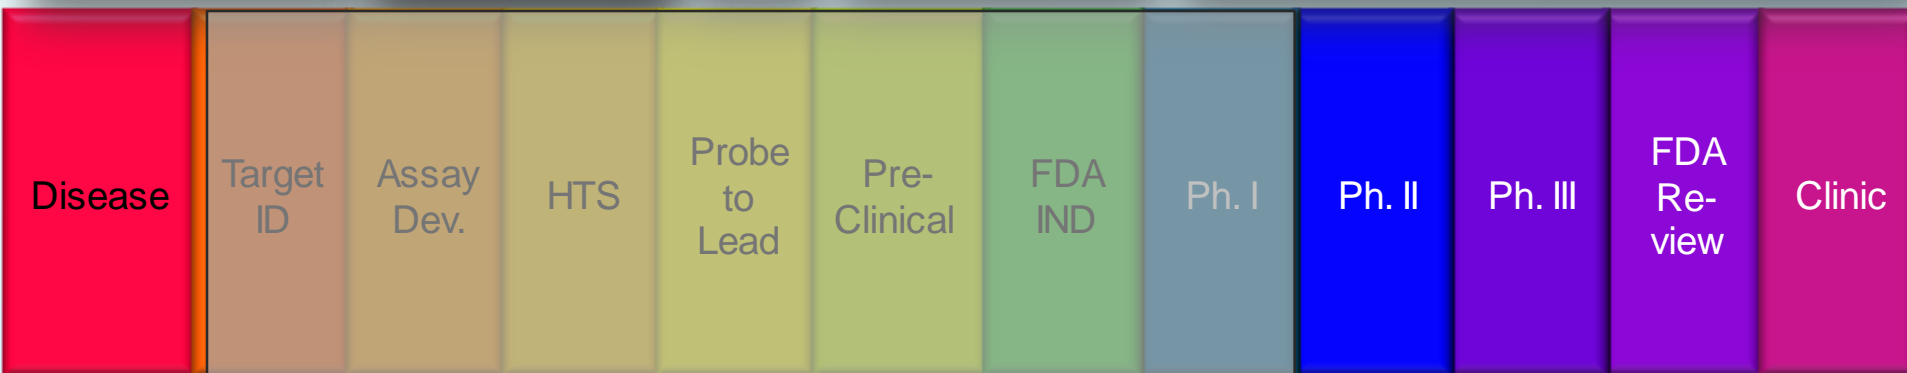 Disease
Target
ID
Assay
Dev.
HTS
Probe
to
Lead
Pre-
Clinical
FDA
IND
Ph. I
Ph. II
Ph. III
FDA
Re-
view
Clinic